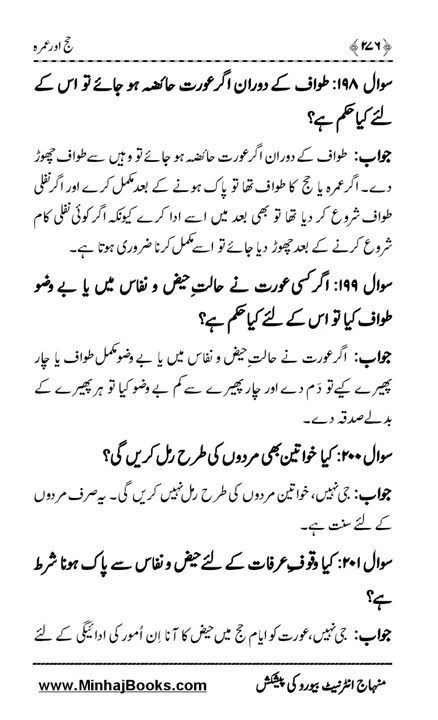 ﴿۲۷۶﴾ حج اور عمرہ
سوال ۱۹۸: طواف کے دوران اگر عورت حائضہ ہو جائے تو اس کے
لئے کیا حکم ہے؟
جواب: طواف کے دوران اگر عورت حائضہ ہو جائے تو وہیں سے طواف چھوڑ
دے۔ اگر عمرہ یا حج کا طواف تھا تو پاک ہونے کے بعد مکمل کرے اور اگر نفلی
طواف شروع کر دیا تھا تو بھی بعد میں اسے ادا کرے کیونکہ اگر کوئی نفلی کام
شروع کرنے کے بعد چھوڑ دیا جائے تو اسے مکمل کرنا ضروری ہوتا ہے۔
سوال ۱۹۹: اگر کسی عورت نے حالتِ حیض و نفاس میں یا بے وضو
طواف کیا تو اس کے لئے کیا حکم ہے؟
جواب: اگر عورت نے حالتِ حیض و نفاس میں یا بے وضو مکمل طواف یا چار
پھیرے کیے تو دَم دے اور چار پھیرے سے کم بے وضو کیا تو ہر پھیرے کے
بدلے صدقہ دے۔
سوال ۲۰۰: کیا خواتین بھی مردوں کی طرح رمل کریں گی؟
جواب: جی نہیں، خواتین مردوں کی طرح رمل نہیں کریں گی۔ یہ صرف مردوں
کے لئے سنت ہے۔
سوال ۲۰۱: کیا وقوفِ عرفات کے لئے حیض و نفاس سے پاک ہونا شرط
ہے؟
جواب: جی نہیں، عورت کو ایام حج میں حیض کا آنا اِن اُمور کی ادائیگی کے لئے
منہاج انٹرنیٹ بیورو کی پیشکش www.MinhajBooks.com